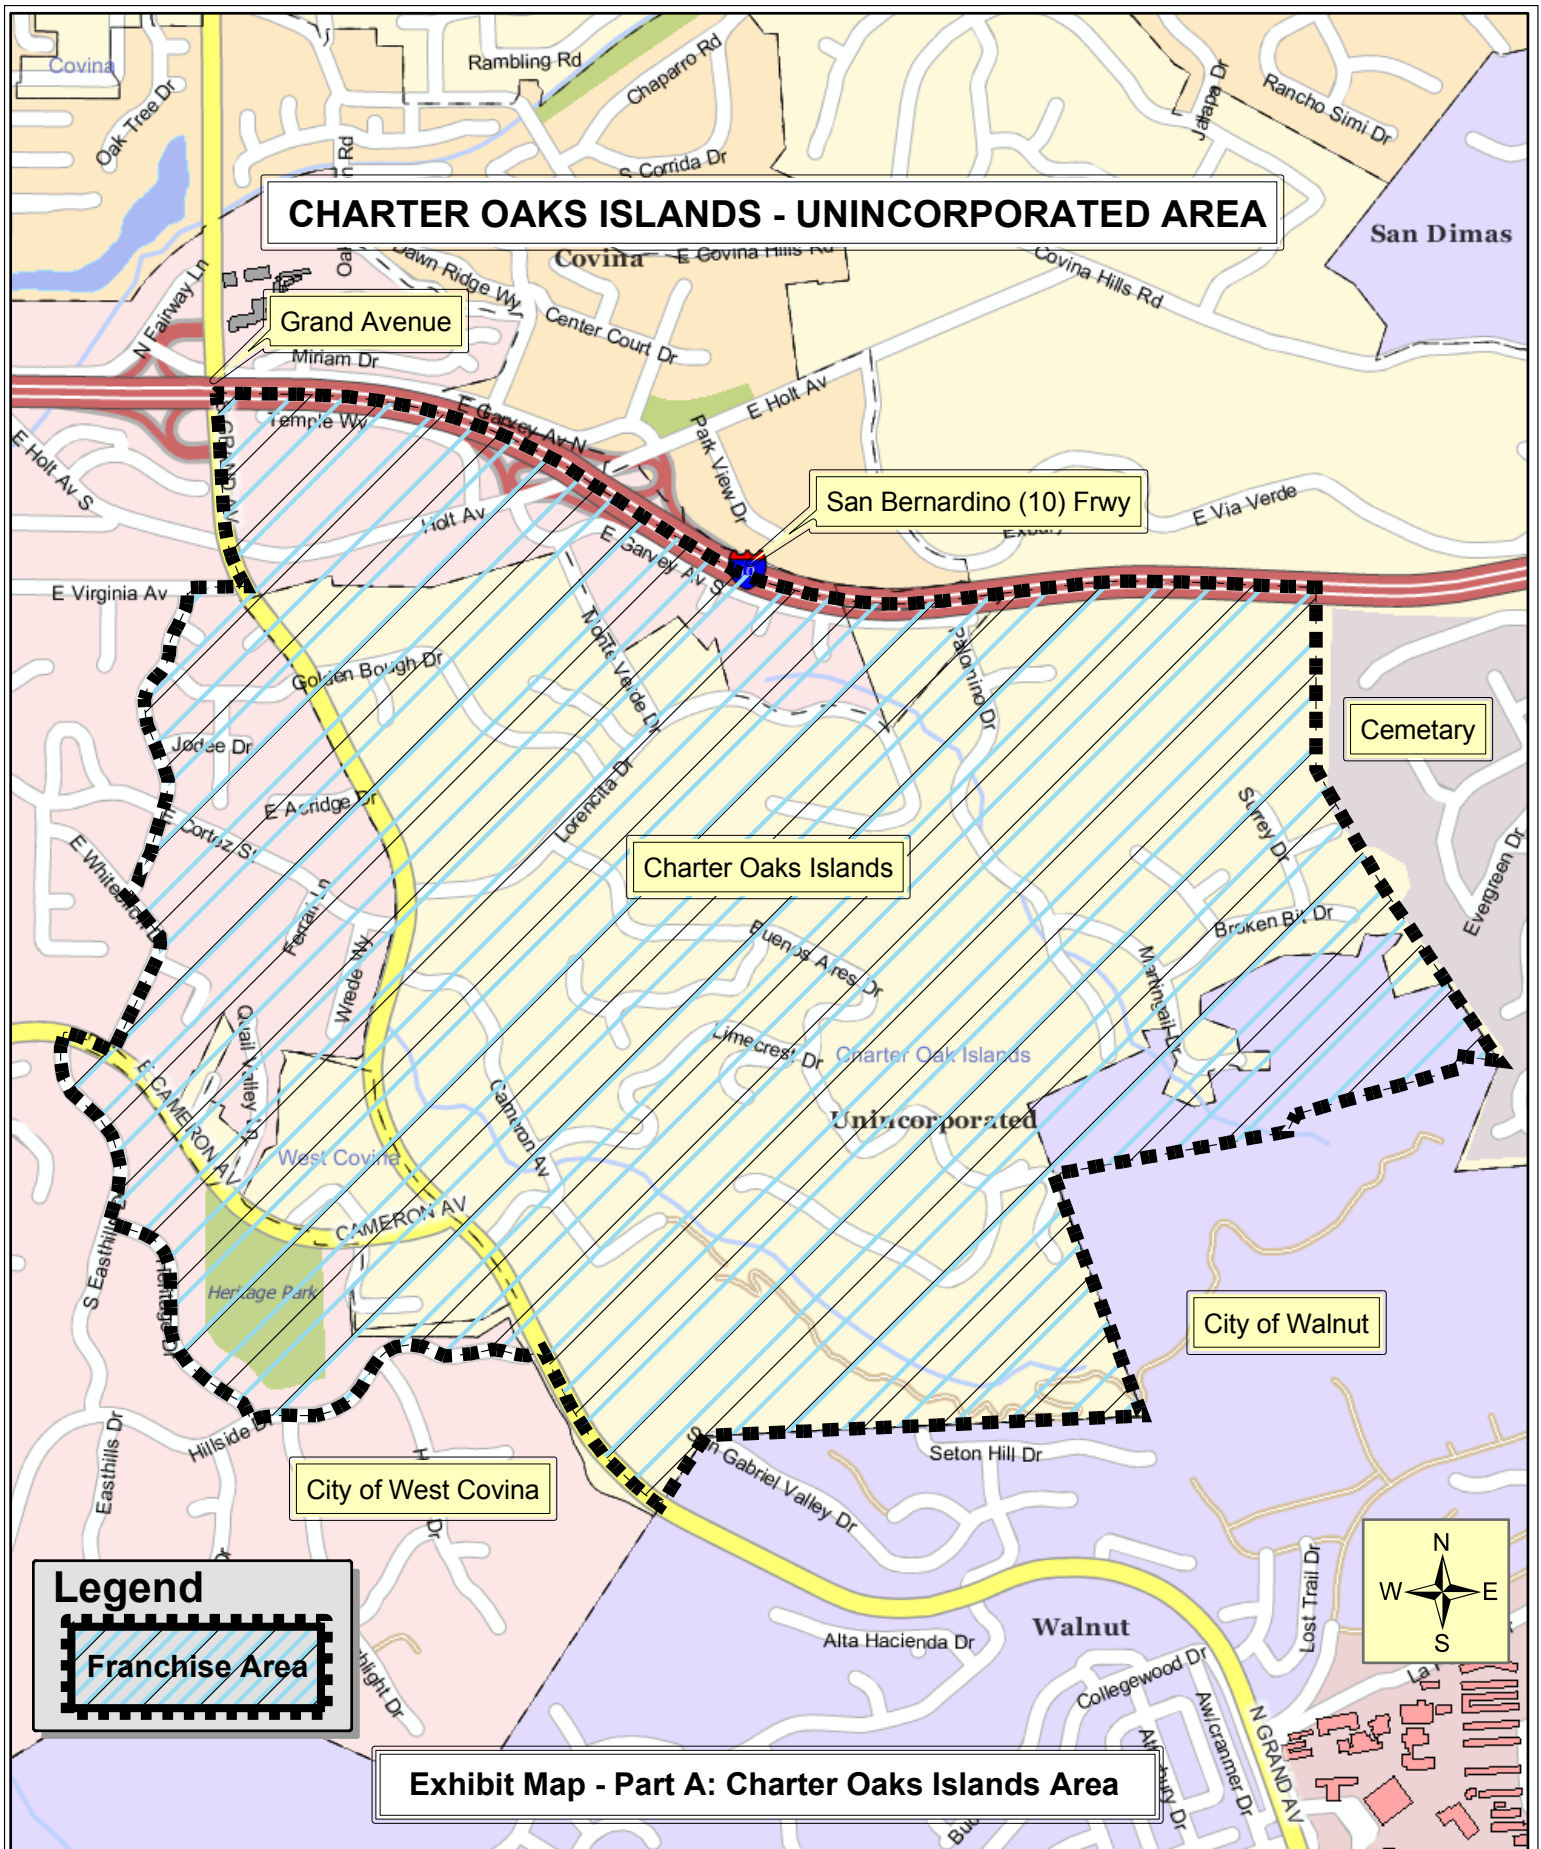 Covina
Oak Tree Dr
Rambling Rd
Chaparro Rd
Jalapa Dr
Rancho Simi Dr
S Corrida Dr
CHARTER OAKS ISLANDS - UNINCORPORATED AREA
San Dimas
Covina
E Covina Hills Rd
Covina Hills Rd
Dawn Ridge Wy
N Fairway Ln
Grand Avenue
Center Court Dr
Miriam Dr
E Holt Av
E Garvey Av N
Temple Wy
Park View Dr
E Holt Av S
GRAND AV
Holt Av
San Bernardino (10) Frwy
E Via Verde
E Garvey Av S
E Virginia Av
Monte Verde Dr
Palomino Dr
Golden Bough Dr
Cemetary
Jodee Dr
Lorencita Dr
E Acridge Dr
Surrey Dr
E Cortez St
Charter Oaks Islands
Evergreen Dr
Ferrari Ln
Broken Bit Dr
Buenos Aires Dr
Wrede Wy
Martingail Dr
Quail Valley Dr
Limecrest Dr
Charter Oak Islands
E CAMERON AV
Cameron Av
Unincorporated
West Covina
CAMERON AV
S Easthills Dr
Heritage Park
Heritage Dr
City of Walnut
Hillside Dr
Easthills Dr
San Gabriel Valley Dr
Seton Hill Dr
City of West Covina
N
W
E
S
Legend
Franchise Area
Lost Trail Dr
Walnut
Alta Hacienda Dr
Collegewood Dr
N GRAND AV
Exhibit Map - Part A: Charter Oaks Islands Area